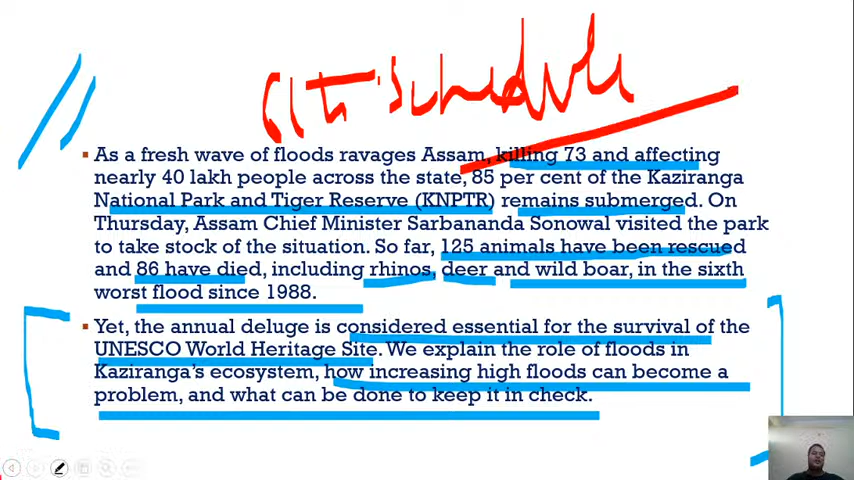 6th Schedule
▪ As a fresh wave of floods ravages Assam, killing 73 and affecting
nearly 40 lakh people across the state, 85 per cent of the Kaziranga
National Park and Tiger Reserve (KNPTR) remains submerged. On
Thursday, Assam Chief Minister Sarbananda Sonowal visited the park
to take stock of the situation. So far, 125 animals have been rescued
and 86 have died, including rhinos, deer and wild boar, in the sixth
worst flood since 1988.
▪ Yet, the annual deluge is considered essential for the survival of the
UNESCO World Heritage Site. We explain the role of floods in
Kaziranga's ecosystem, how increasing high floods can become a
problem, and what can be done to keep it in check.